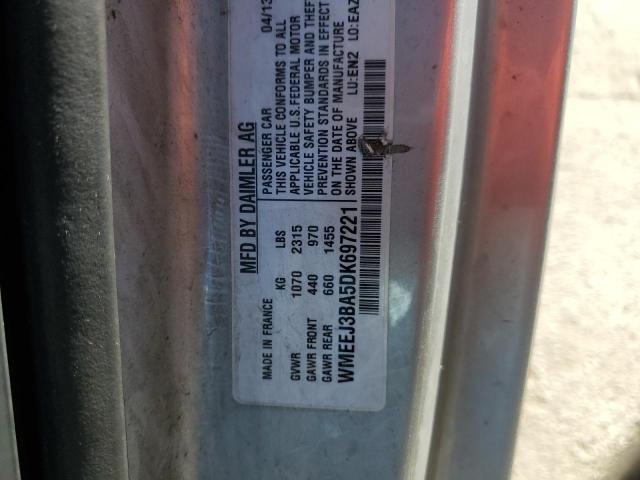 MFD BY DAIMLER AG
MADE IN FRANCE
PASSENGER CAR 04/13
KG LBS
GVWR 1070 2315
GAWR FRONT 440 970
GAWR REAR 660 1455
THIS VEHICLE CONFORMS TO ALL
APPLICABLE U.S. FEDERAL MOTOR
VEHICLE SAFETY BUMPER AND THEFT
PREVENTION STANDARDS IN EFFECT
ON THE DATE OF MANUFACTURE
SHOWN ABOVE LU: EN2 LO: EAZ
WMEEJ3BA5DK697221